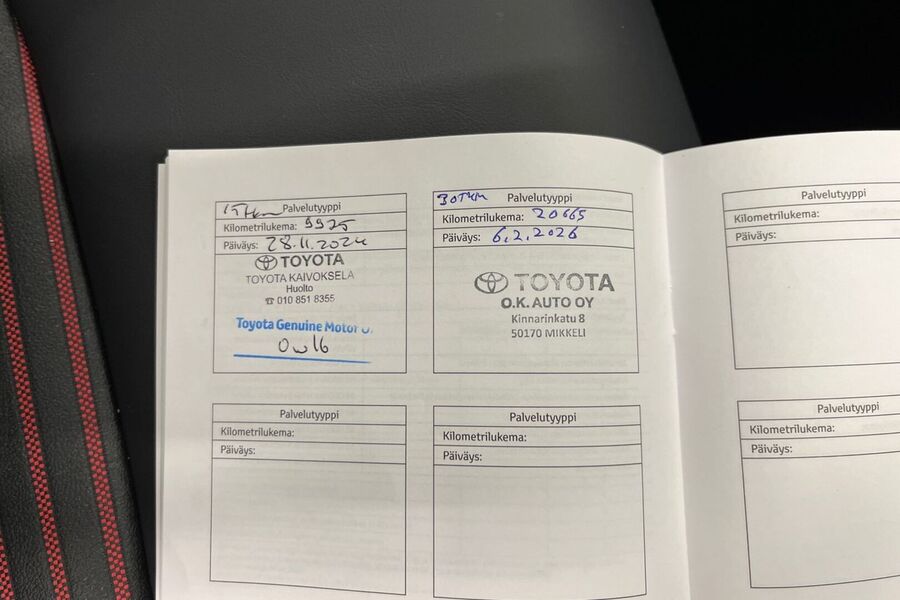 15Tkm Palvelutyyppi
Kilometrilukema: 9925
Päiväys: 28.11.2024
TOYOTA
TOYOTA KAIVOKSELA
Huolto
☎ 010 851 8355
Toyota Genuine Motor
0W16
30TKM Palvelutyyppi
Kilometrilukema: 20665
Päiväys: 6.2.2026
TOYOTA
O.K. AUTO OY
Kinnarinkatu 8
50170 MIKKELI
Palvelutyyppi
Kilometrilukema:
Päiväys:
Palvelutyyppi
Kilometrilukema:
Päiväys:
Palvelutyyppi
Kilometrilukema:
Päiväys:
Palvelutyyppi
Kilometrilukema:
Päiväys: